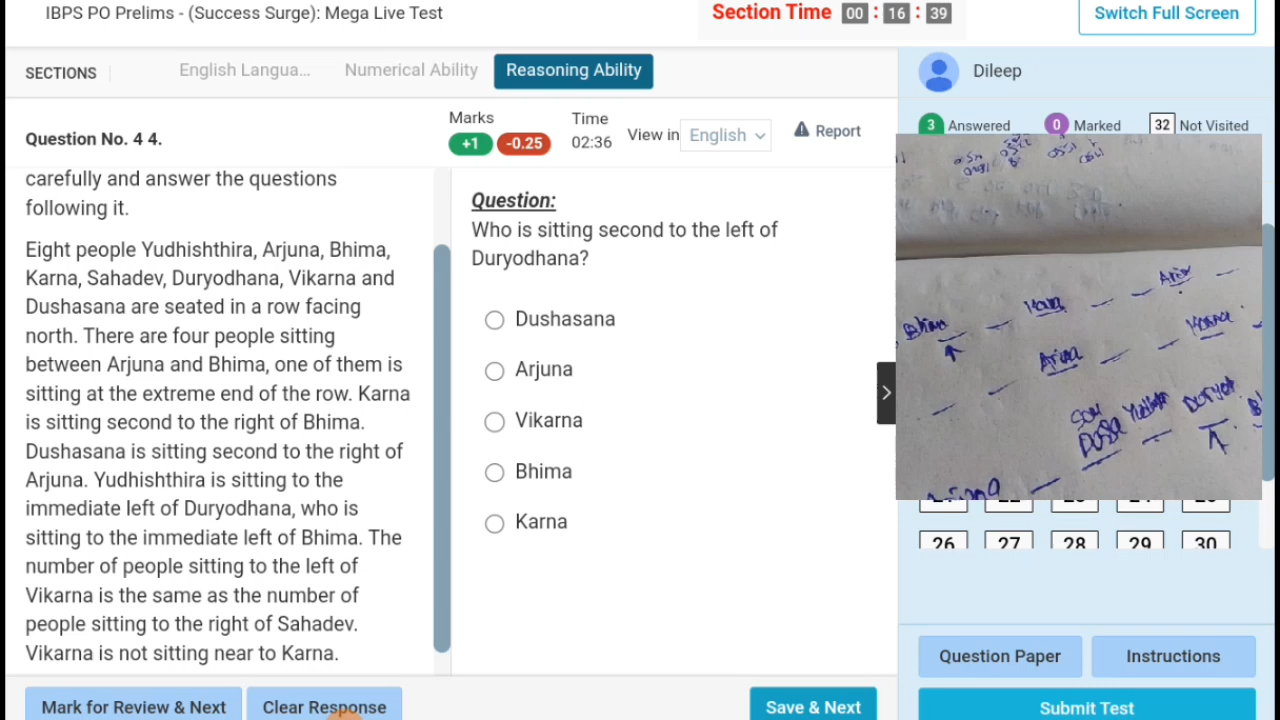 IBPS PO Prelims - (Success Surge): Mega Live Test
Section Time 00 : 16 : 39
Switch Full Screen
SECTIONS
English Langua...
Numerical Ability
Reasoning Ability
Dileep
Question No. 4 4.
Marks
+1 -0.25
Time
02:36
View in English
Report
3 Answered
0 Marked
32 Not Visited
carefully and answer the questions
following it.
Eight people Yudhishthira, Arjuna, Bhima,
Karna, Sahadev, Duryodhana, Vikarna and
Dushasana are seated in a row facing
north. There are four people sitting
between Arjuna and Bhima, one of them is
sitting at the extreme end of the row. Karna
is sitting second to the right of Bhima.
Dushasana is sitting second to the right of
Arjuna. Yudhishthira is sitting to the
immediate left of Duryodhana, who is
sitting to the immediate left of Bhima. The
number of people sitting to the left of
Vikarna is the same as the number of
people sitting to the right of Sahadev.
Vikarna is not sitting near to Karna.
Question:
Who is sitting second to the left of
Duryodhana?
Dushasana
Arjuna
Vikarna
Bhima
Karna
Bhima
26 27 28 29 30
Mark for Review & Next
Clear Response
Save & Next
Question Paper
Instructions
Submit Test